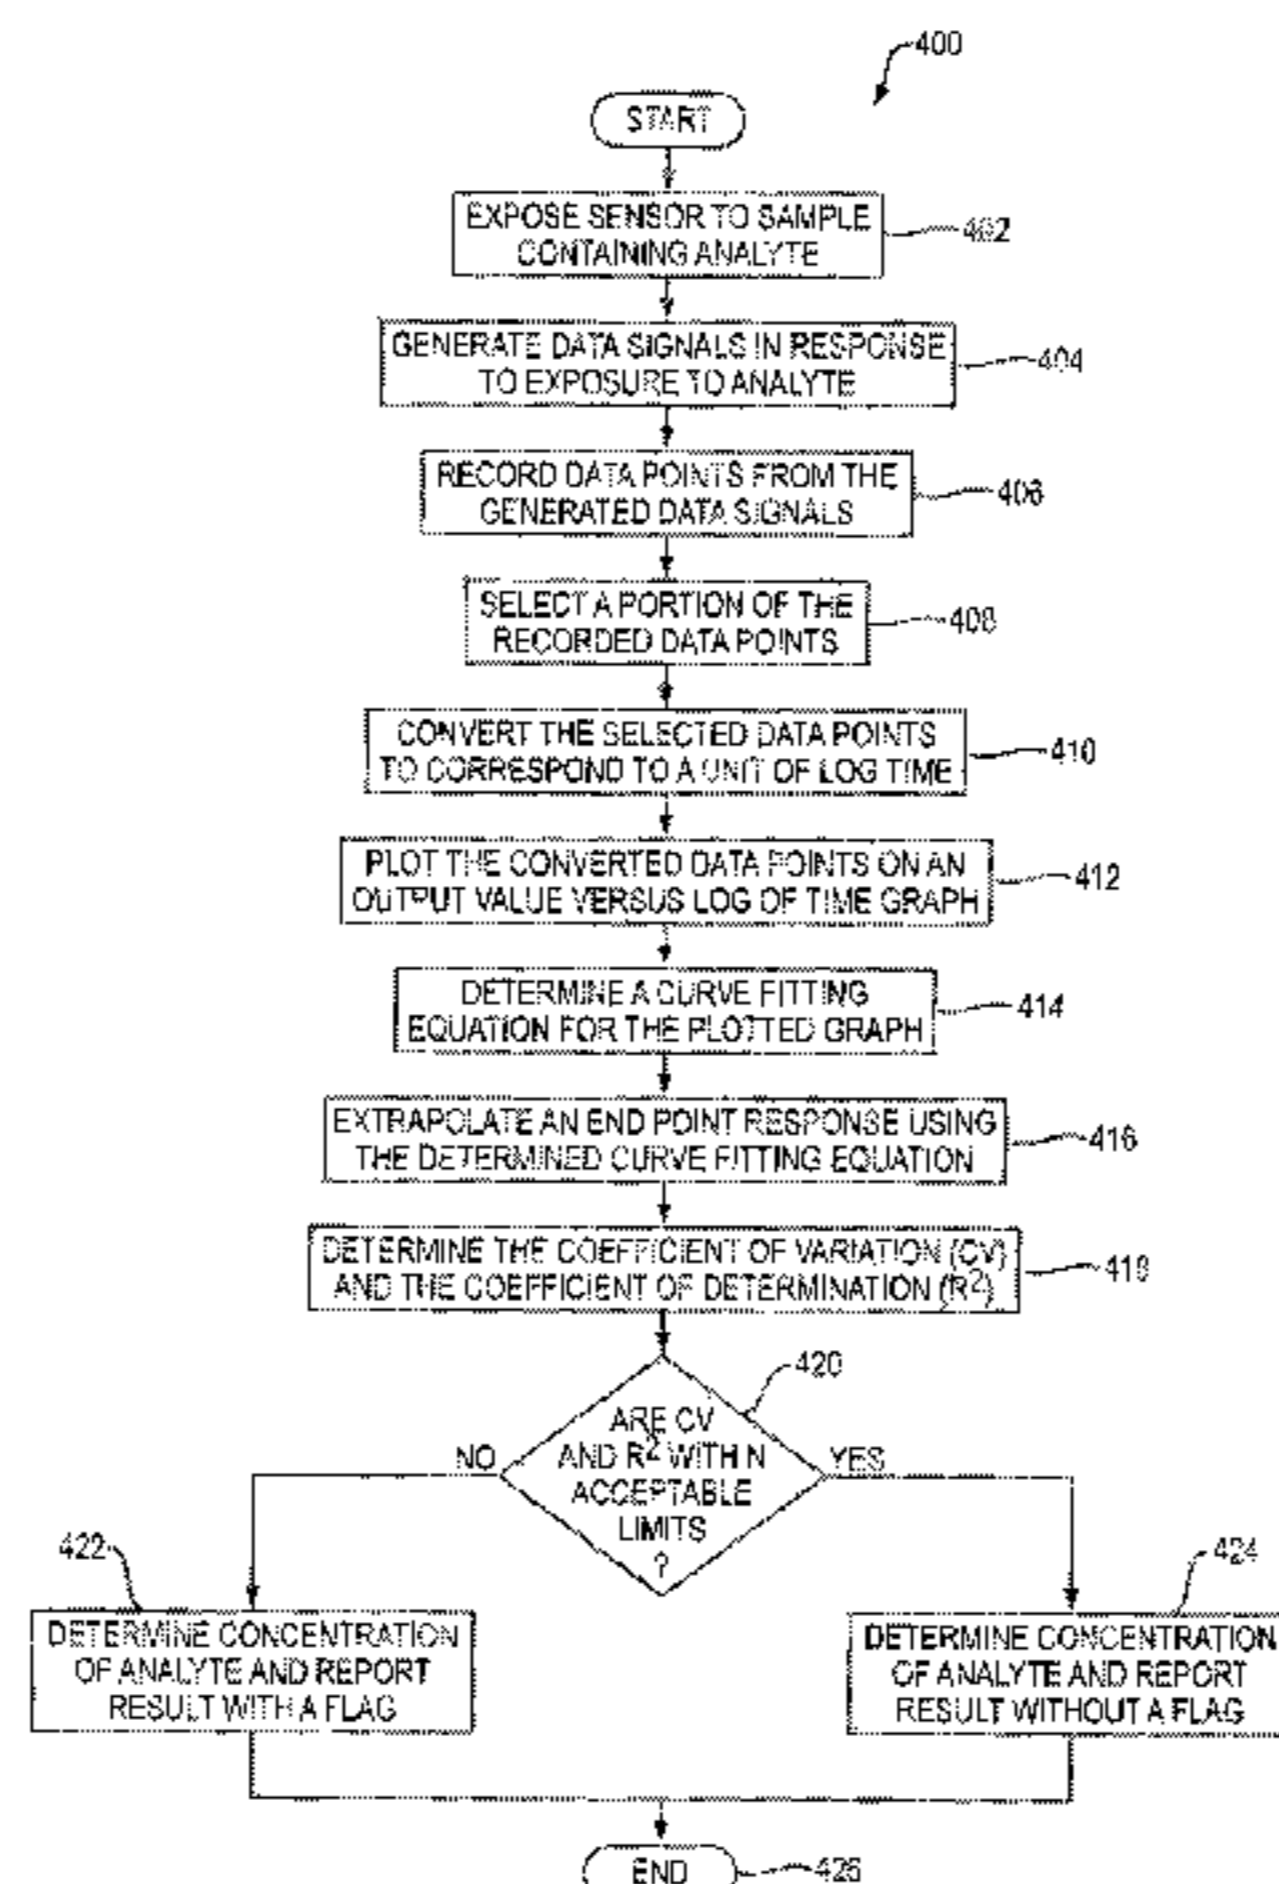 400
START
EXPOSE SENSOR TO SAMPLE
CONTAINING ANALYTE
402
GENERATE DATA SIGNALS IN RESPONSE
TO EXPOSURE TO ANALYTE
404
RECORD DATA POINTS FROM THE
GENERATED DATA SIGNALS
406
SELECT A PORTION OF THE
RECORDED DATA POINTS
408
CONVERT THE SELECTED DATA POINTS
TO CORRESPOND TO A UNIT OF LOG TIME
410
PLOT THE CONVERTED DATA POINTS ON AN
OUTPUT VALUE VERSUS LOG OF TIME GRAPH
412
DETERMINE A CURVE FITTING
EQUATION FOR THE PLOTTED GRAPH
414
EXTRAPOLATE AN END POINT RESPONSE USING
THE DETERMINED CURVE FITTING EQUATION
416
DETERMINE THE COEFFICIENT OF VARIATION (CV)
AND THE COEFFICIENT OF DETERMINATION (R²)
418
420
ARE CV
AND R² WITHIN
ACCEPTABLE
LIMITS
?
NO
YES
422
DETERMINE CONCENTRATION
OF ANALYTE AND REPORT
RESULT WITH A FLAG
424
DETERMINE CONCENTRATION
OF ANALYTE AND REPORT
RESULT WITHOUT A FLAG
END
426